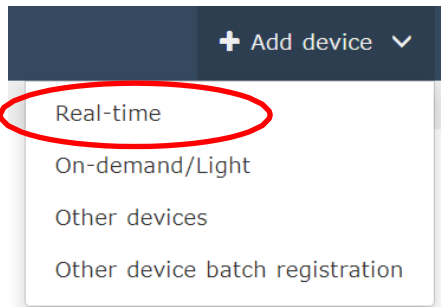 Add device
Real-time
On-demand/Light
Other devices
Other device batch registration